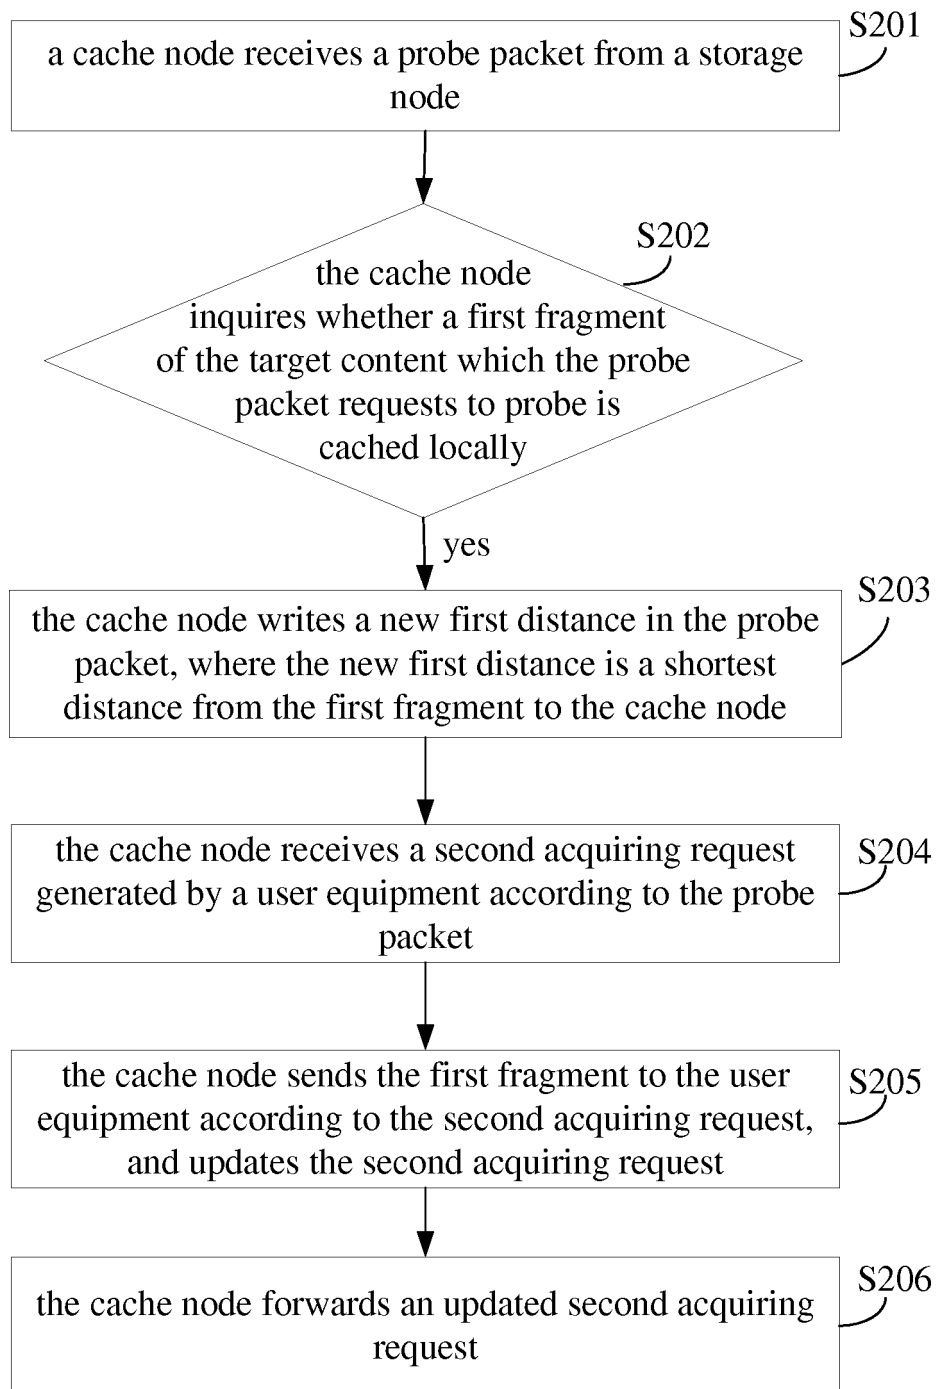 S201
a cache node receives a probe packet from a storage
node
S202
the cache node
inquires whether a first fragment
of the target content which the probe
packet requests to probe is
cached locally
yes
S203
the cache node writes a new first distance in the probe
packet, where the new first distance is a shortest
distance from the first fragment to the cache node
S204
the cache node receives a second acquiring request
generated by a user equipment according to the probe
packet
S205
the cache node sends the first fragment to the user
equipment according to the second acquiring request,
and updates the second acquiring request
S206
the cache node forwards an updated second acquiring
request